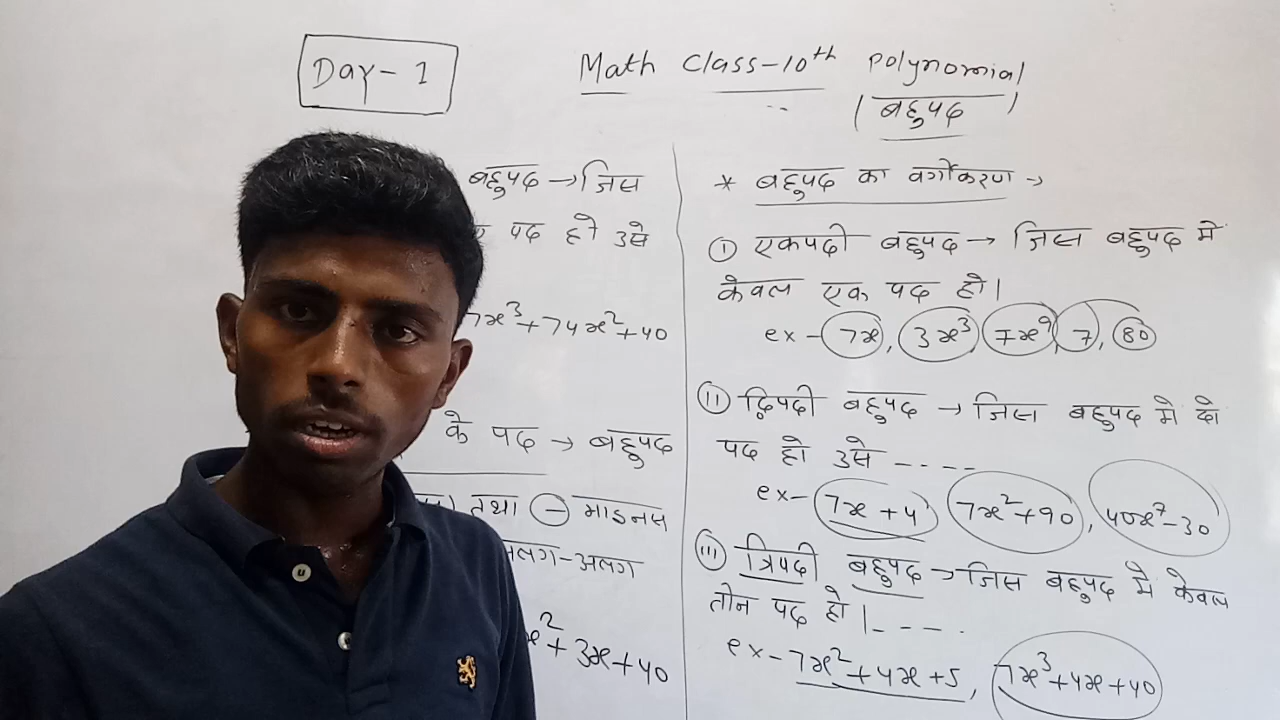 Day-1
Math Class-10th Polynomial
(बहुपद)
बहुपद → जिस
पद हो उसे
7x³+74x²+40
के पद → बहुपद
तथा ⊖ माइनस
अलग-अलग
x²+3x+40
* बहुपद का वर्गीकरण →
(I) एकपदी बहुपद → जिस बहुपद में
केवल एक पद हो।
ex - 7x, 3x³, 7x⁹, 7, 80
(II) द्विपदी बहुपद → जिस बहुपद में दो
पद हो उसे ----
ex- 7x+4, 7x²+90, 40x⁷-30
(III) त्रिपदी बहुपद → जिस बहुपद में केवल
तीन पद हो।----
ex- 7x²+4x+5, 7x³+4x+40